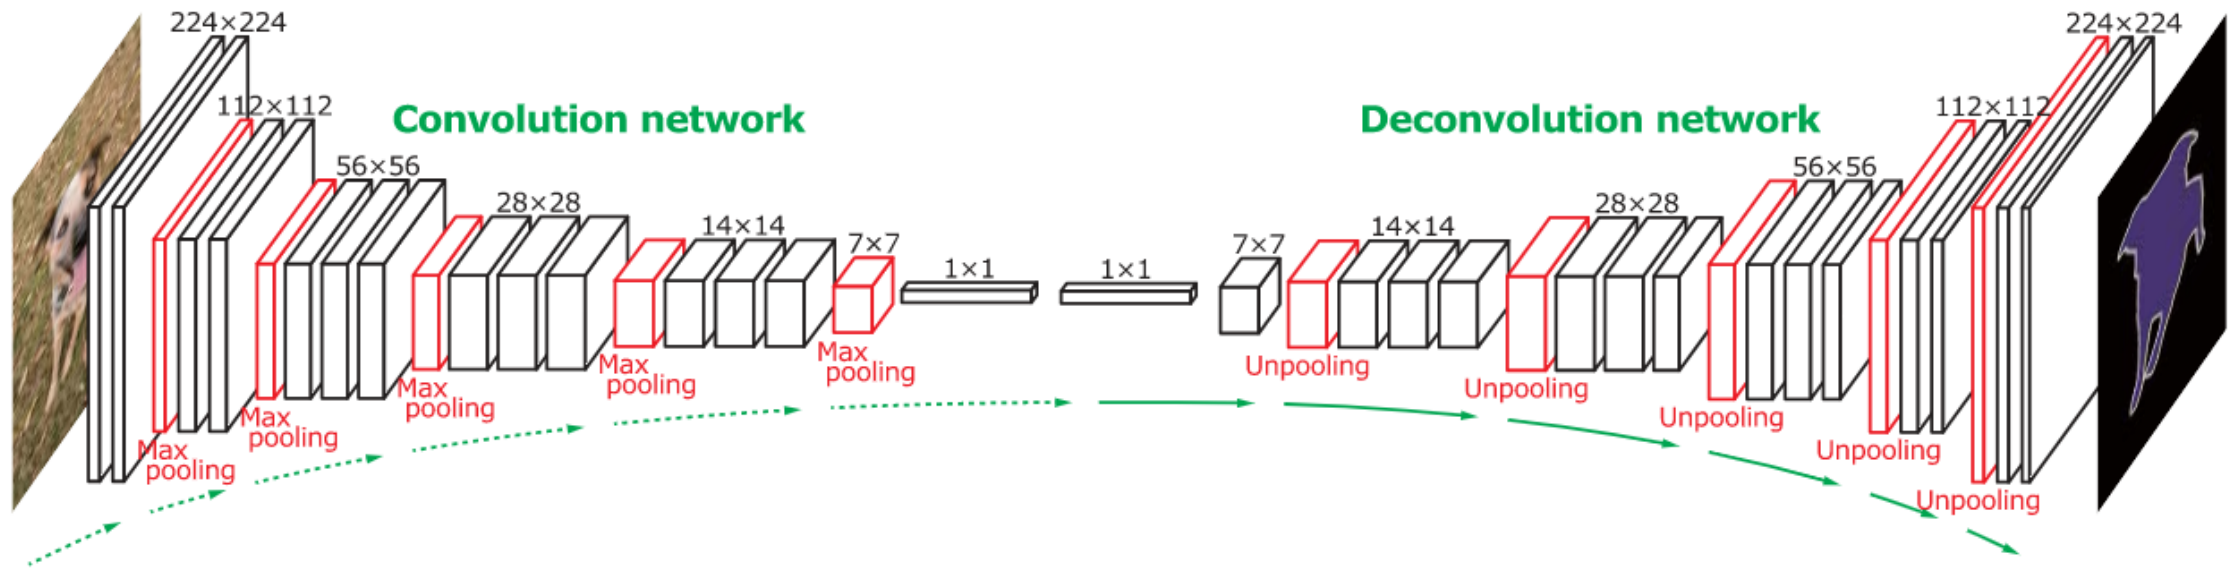 224×224
224×224
112×112
112×112
Convolution network
Deconvolution network
56×56
56×56
28×28
28×28
14×14
14×14
7×7
7×7
1×1
1×1
Max
pooling
Max
pooling
Max
pooling
Max
pooling
Max
pooling
Unpooling
Unpooling
Unpooling
Unpooling
Unpooling